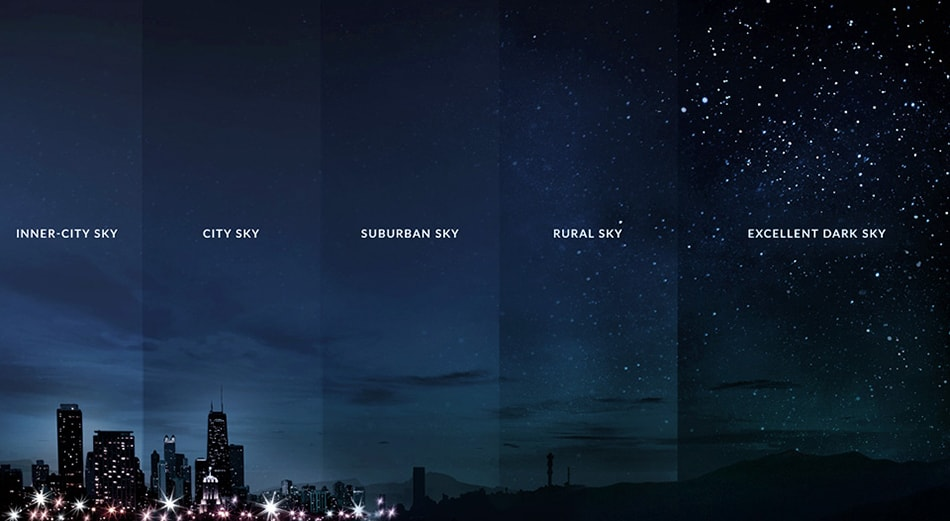 INNER-CITY SKY
CITY SKY
SUBURBAN SKY
RURAL SKY
EXCELLENT DARK SKY